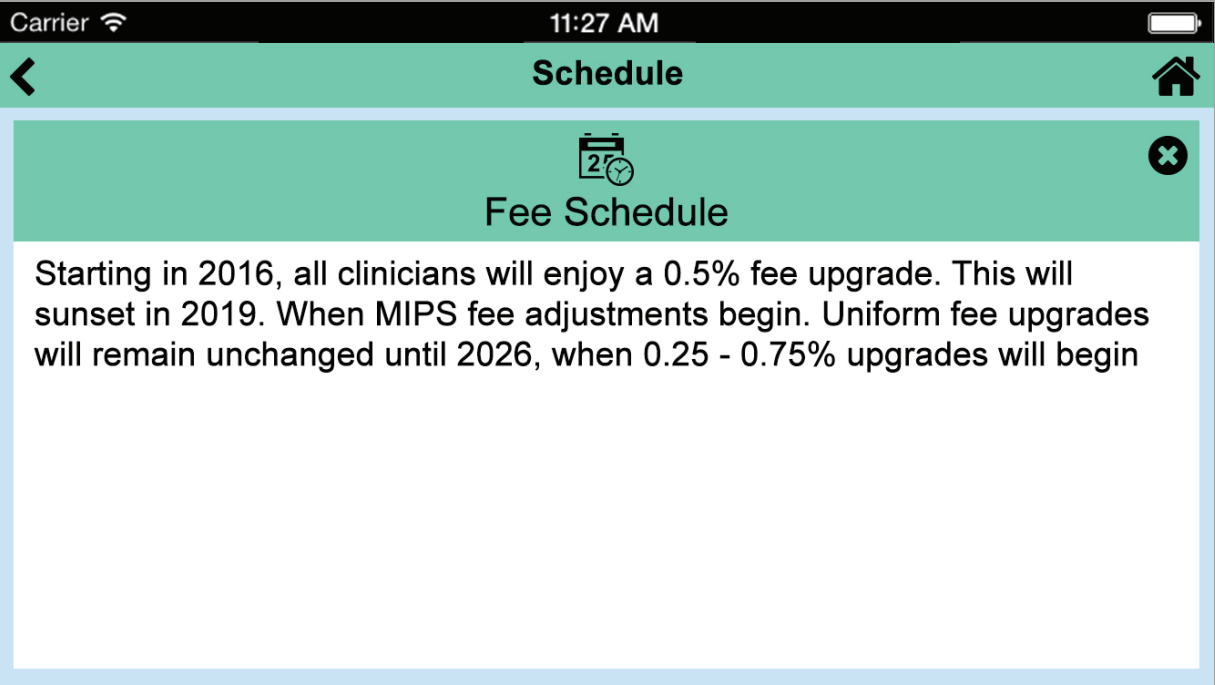 Carrier 11:27 AM
Schedule
25
Fee Schedule
Starting in 2016, all clinicians will enjoy a 0.5% fee upgrade. This will
sunset in 2019. When MIPS fee adjustments begin. Uniform fee upgrades
will remain unchanged until 2026, when 0.25 - 0.75% upgrades will begin